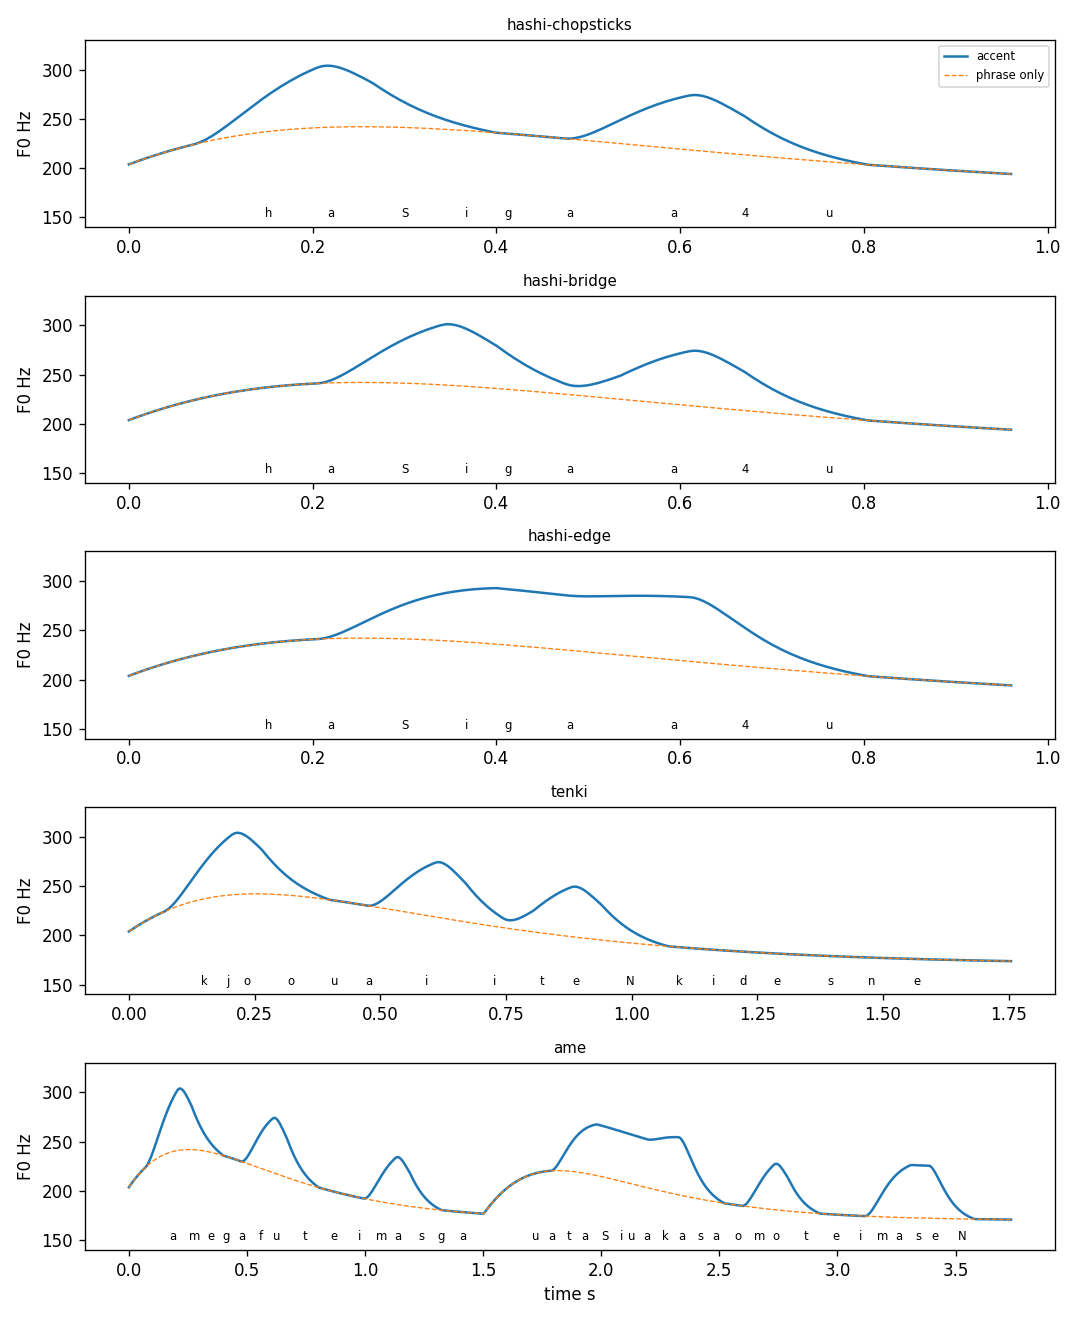 hashi-chopsticks
accent
phrase only
F0 Hz
300
250
200
150
h a S i g a a 4 u
0.0 0.2 0.4 0.6 0.8 1.0
hashi-bridge
F0 Hz
300
250
200
150
h a S i g a a 4 u
0.0 0.2 0.4 0.6 0.8 1.0
hashi-edge
F0 Hz
300
250
200
150
h a S i g a a 4 u
0.0 0.2 0.4 0.6 0.8 1.0
tenki
F0 Hz
300
250
200
150
k j o o u a i i t e N k i d e s n e
0.00 0.25 0.50 0.75 1.00 1.25 1.50 1.75
ame
F0 Hz
300
250
200
150
a m e g a f u t e i m a s g a u a t a S i u a k a s a o m o t e i m a s e N
0.0 0.5 1.0 1.5 2.0 2.5 3.0 3.5
time s